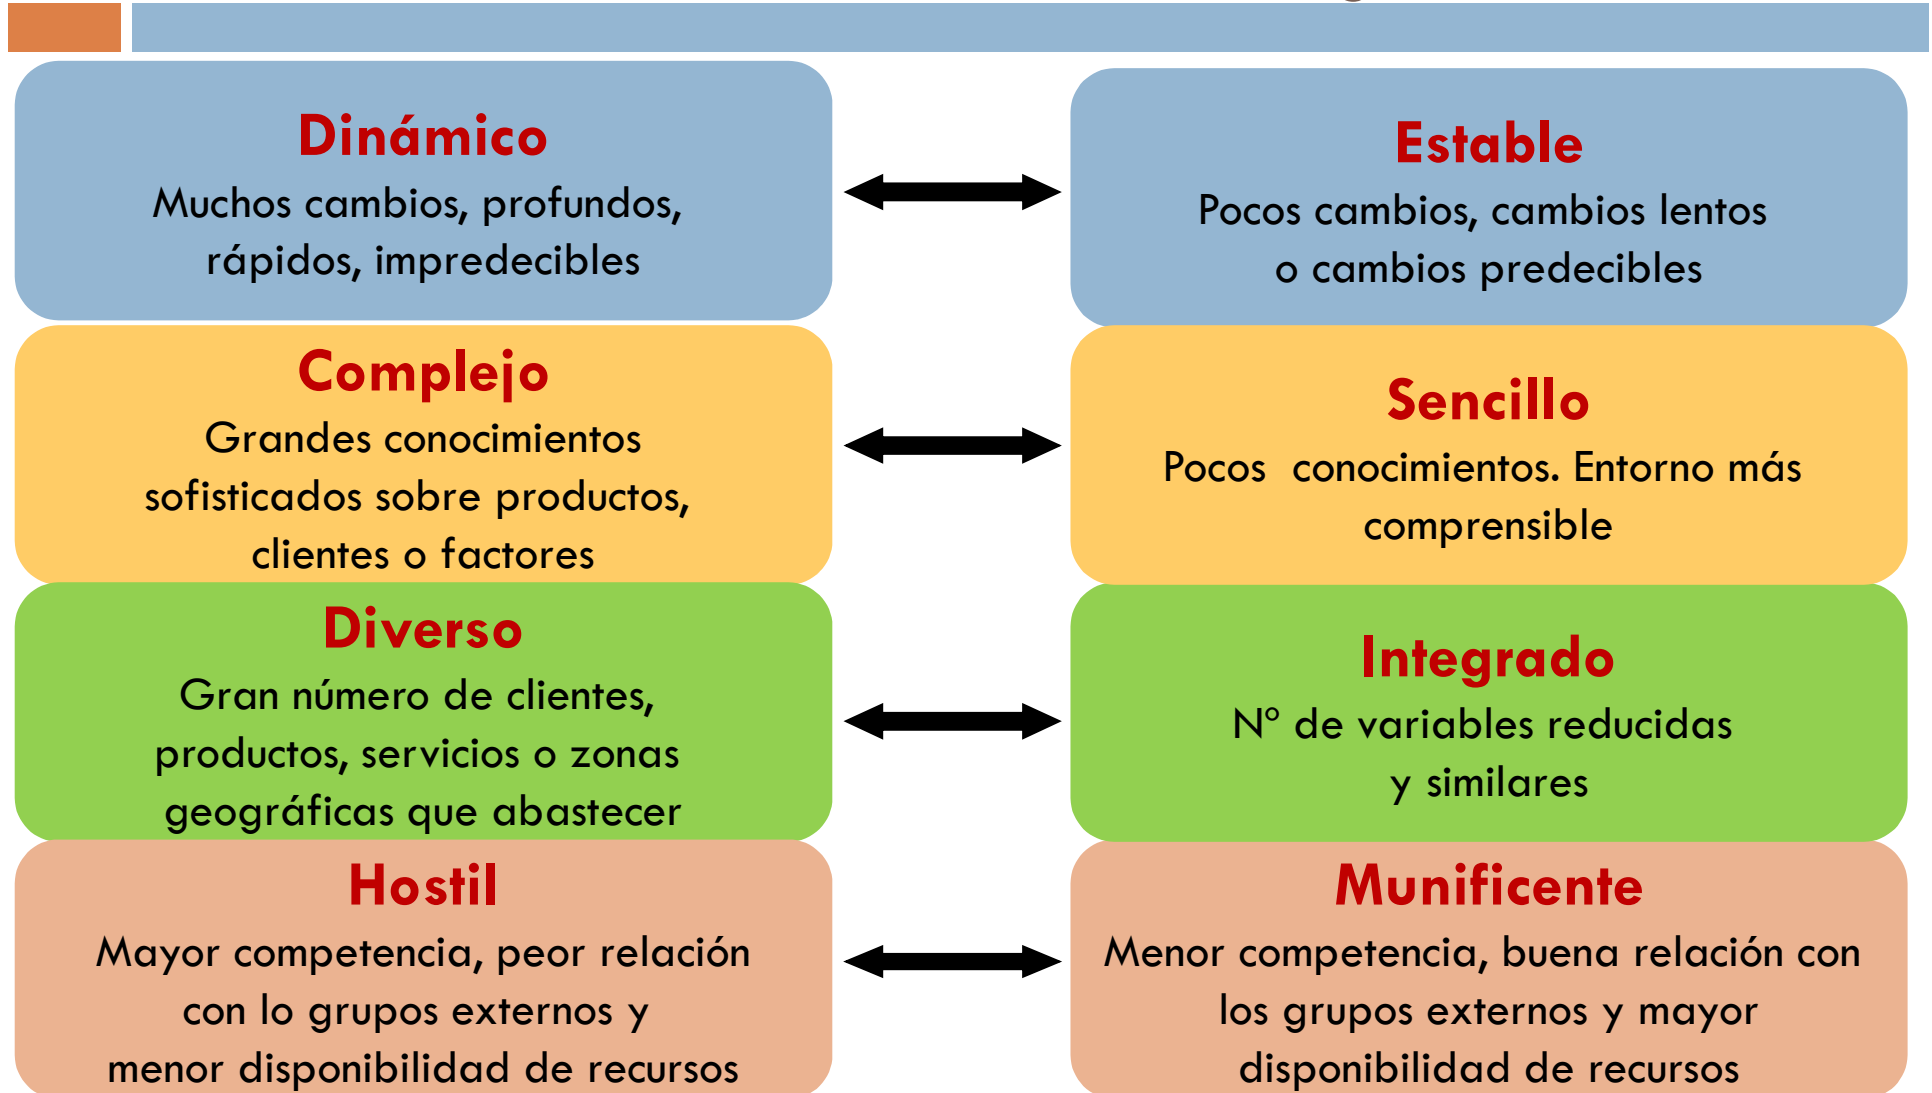 Dinámico
Muchos cambios, profundos,
rápidos, impredecibles
Estable
Pocos cambios, cambios lentos
o cambios predecibles
Complejo
Grandes conocimientos
sofisticados sobre productos,
clientes o factores
Sencillo
Pocos conocimientos. Entorno más
comprensible
Diverso
Gran número de clientes,
productos, servicios o zonas
geográficas que abastecer
Integrado
Nº de variables reducidas
y similares
Hostil
Mayor competencia, peor relación
con lo grupos externos y
menor disponibilidad de recursos
Munificente
Menor competencia, buena relación con
los grupos externos y mayor
disponibilidad de recursos